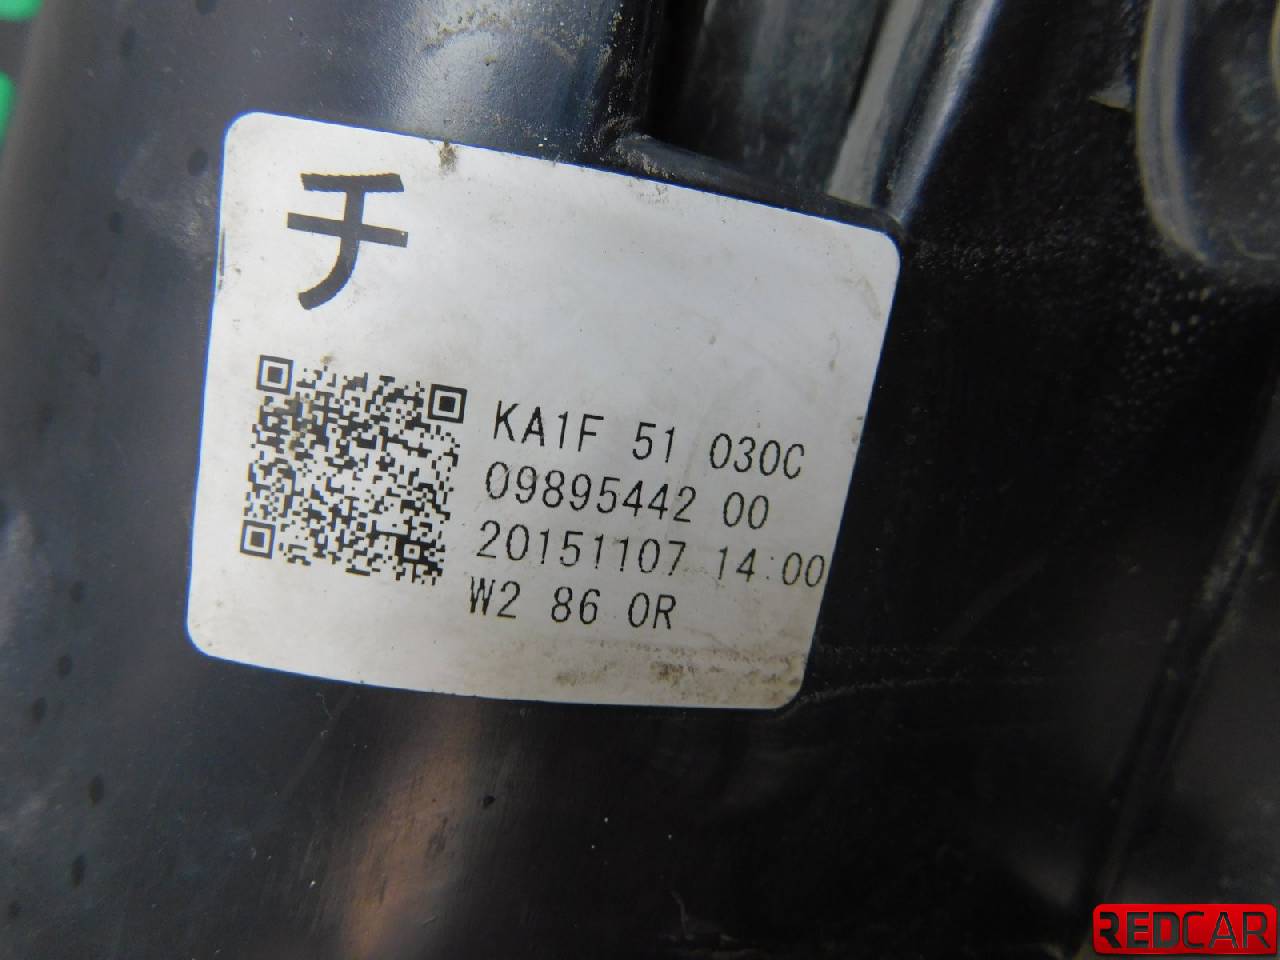 チ
KA1F 51 030C
09895442 00
20151107 14:00
W2 86 0R
REDCAR